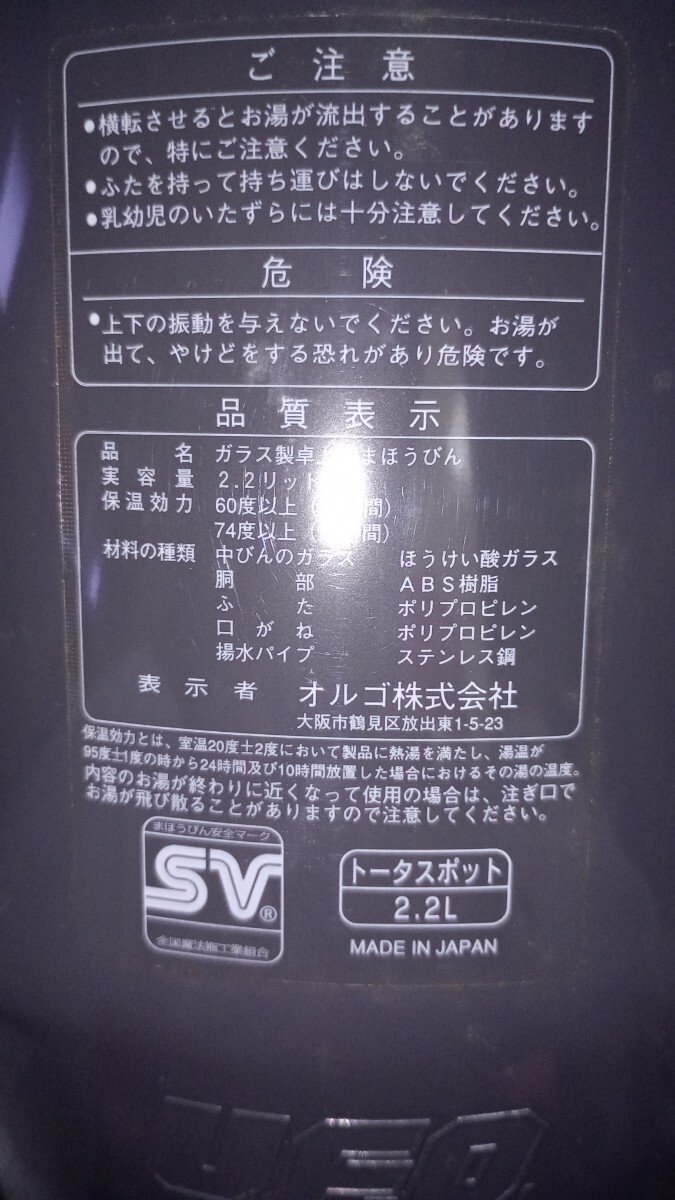 ご注意
●横転させるとお湯が流出することがあります
ので、特にご注意ください。
●ふたを持って持ち運びはしないでください。
●乳幼児のいたずらには十分注意してください。
危険
●上下の振動を与えないでください。お湯が
出て、やけどをする恐れがあり危険です。
品質表示
品名 ガラス製卓 まほうびん
実容量 2.2リット
保温効力 60度以上( 間)
74度以上( 間)
材料の種類 中びんのガラス ほうけい酸ガラス
胴部 ABS樹脂
ふた ポリプロピレン
口がね ポリプロピレン
揚水パイプ ステンレス鋼
表示者 オルゴ株式会社
大阪市鶴見区放出東1-5-23
保温効力とは、室温20度±2度において製品に熱湯を満たし、湯温が
95度±1度の時から24時間及び10時間放置した場合におけるその湯の温度。
内容のお湯が終わりに近くなって使用の場合は、注ぎ口で
お湯が飛び散ることがありますので注意してください。
まほうびん安全マーク
SV®
全国魔法瓶工業組合
トータスポット
2.2L
MADE IN JAPAN